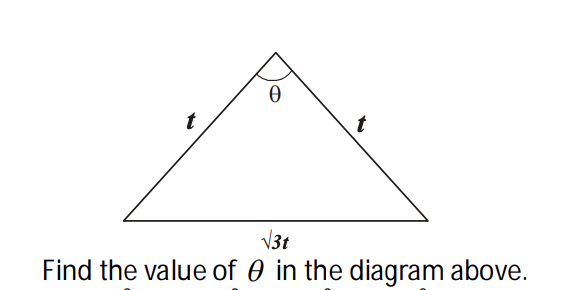 θ
t t
√3t
Find the value of θ in the diagram above.